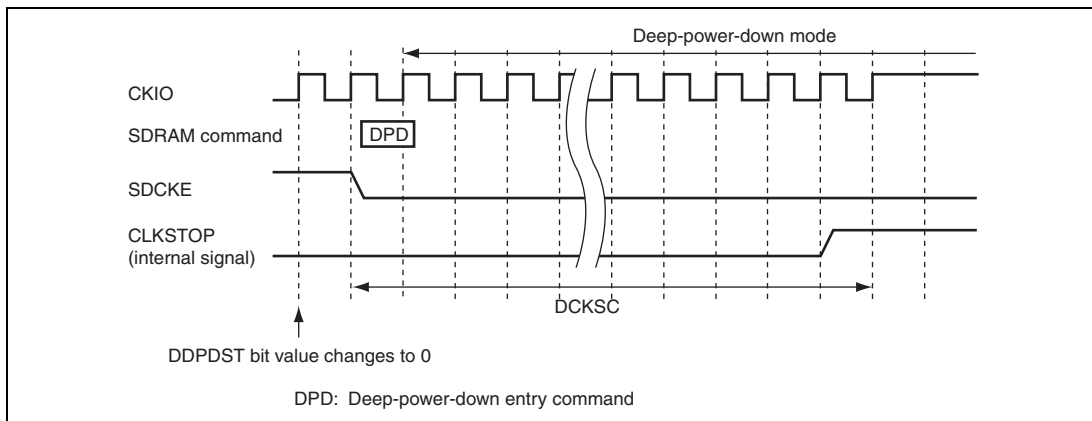 Deep-power-down mode
CKIO
SDRAM command
DPD
SDCKE
CLKSTOP
(internal signal)
DCKSC
DDPDST bit value changes to 0
DPD: Deep-power-down entry command